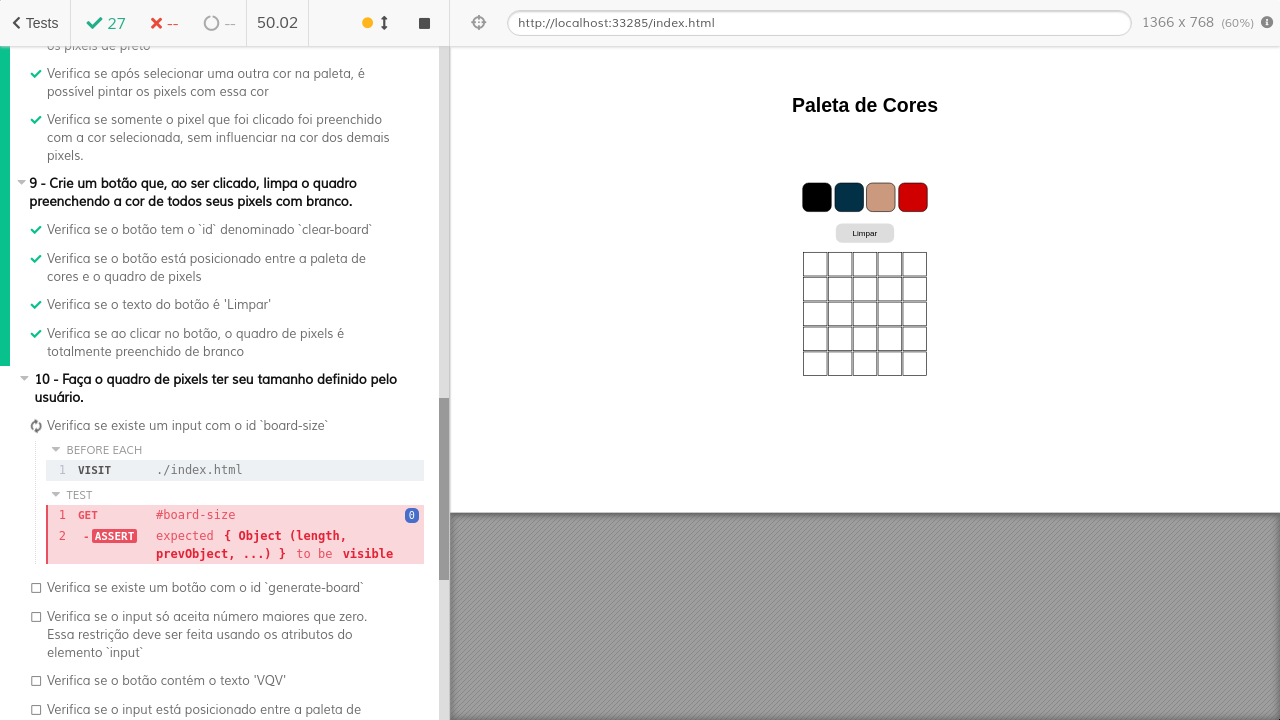 Tests
27
--
--
50.02
http://localhost:33285/index.html
1366 x 768 (60%)
os pixels de preto
Verifica se após selecionar uma outra cor na paleta, é
possível pintar os pixels com essa cor
Verifica se somente o pixel que foi clicado foi preenchido
com a cor selecionada, sem influenciar na cor dos demais
pixels.
9 - Crie um botão que, ao ser clicado, limpa o quadro
preenchendo a cor de todos seus pixels com branco.
Verifica se o botão tem o `id` denominado `clear-board`
Verifica se o botão está posicionado entre a paleta de
cores e o quadro de pixels
Verifica se o texto do botão é 'Limpar'
Verifica se ao clicar no botão, o quadro de pixels é
totalmente preenchido de branco
10 - Faça o quadro de pixels ter seu tamanho definido pelo
usuário.
Verifica se existe um input com o id `board-size`
BEFORE EACH
1 VISIT ./index.html
TEST
1 GET #board-size 0
2 -ASSERT expected { Object (length,
prevObject, ...) } to be visible
Verifica se existe um botão com o id `generate-board`
Verifica se o input só aceita número maiores que zero.
Essa restrição deve ser feita usando os atributos do
elemento `input`
Verifica se o botão contém o texto 'VQV'
Verifica se o input está posicionado entre a paleta de
Paleta de Cores
Limpar